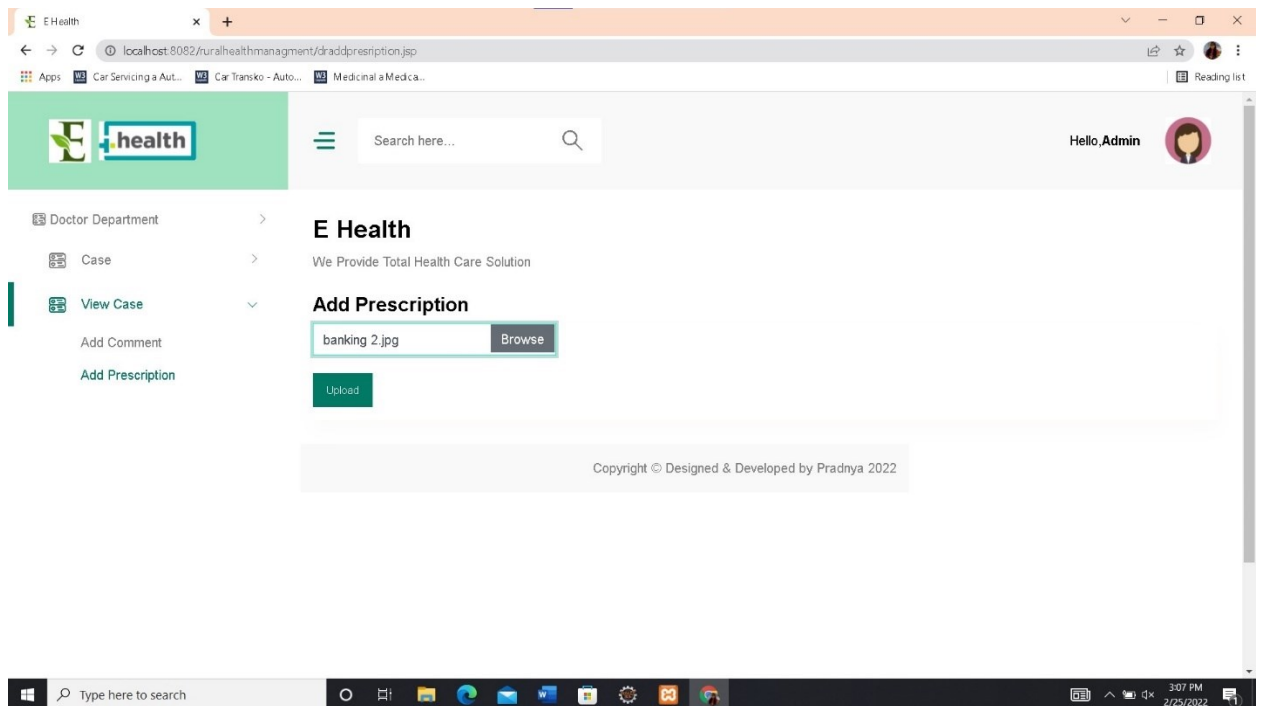 E Health
localhost:8082/ruralhealthmanagment/draddpresription.jsp
Apps Car Servicing a Aut... Car Transko - Auto... Medicinal a Medica... Reading list
E health
Search here...
Hello,Admin
Doctor Department
Case
View Case
Add Comment
Add Prescription
E Health
We Provide Total Health Care Solution
Add Prescription
banking 2.jpg Browse
Upload
Copyright © Designed & Developed by Pradnya 2022
Type here to search
3:07 PM
2/25/2022